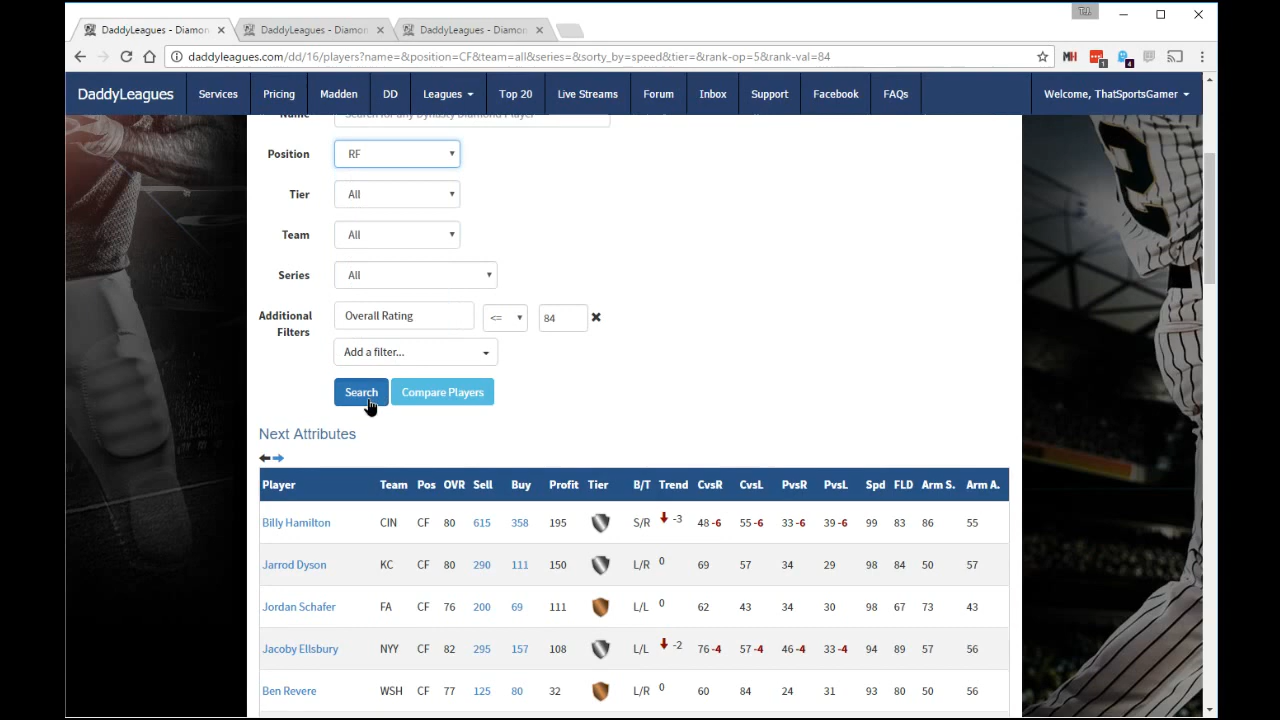 DaddyLeagues - Diamon × DaddyLeagues - Diamon × DaddyLeagues - Diamon ×
daddyleagues.com/dd/16/players?name=&position=CF&team=all&series=&sorty_by=speed&tier=&rank-op=5&rank-val=84
DaddyLeagues Services Pricing Madden DD Leagues Top 20 Live Streams Forum Inbox Support Facebook FAQs Welcome, ThatSportsGamer
Name Search for any Dynasty Diamond Player
Position RF
Tier All
Team All
Series All
Additional Filters Overall Rating <= 84
Add a filter...
Search Compare Players
Next Attributes
Player Team Pos OVR Sell Buy Profit Tier B/T Trend CvsR CvsL PvsR PvsL Spd FLD Arm S. Arm A.
Billy Hamilton CIN CF 80 615 358 195 S/R -3 48 -6 55 -6 33 -6 39 -6 99 83 86 55
Jarrod Dyson KC CF 80 290 111 150 L/R 0 69 57 34 29 98 84 50 57
Jordan Schafer FA CF 76 200 69 111 L/L 0 62 43 34 30 98 67 73 43
Jacoby Ellsbury NYY CF 82 295 157 108 L/L -2 76 -4 57 -4 46 -4 33 -4 94 89 57 56
Ben Revere WSH CF 77 125 80 32 L/R 0 60 84 24 31 93 80 50 56